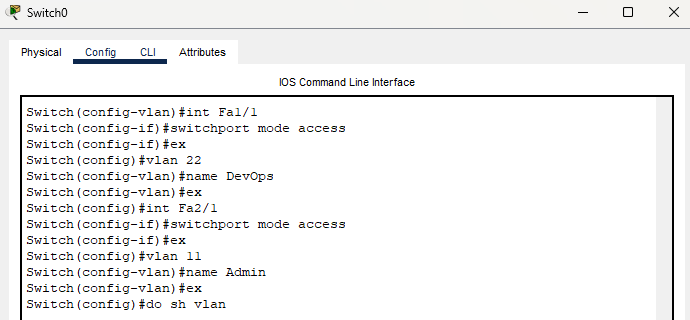 Switch0
Physical Config CLI Attributes
IOS Command Line Interface
Switch(config-vlan)#int Fa1/1
Switch(config-if)#switchport mode access
Switch(config-if)#ex
Switch(config)#vlan 22
Switch(config-vlan)#name DevOps
Switch(config-vlan)#ex
Switch(config)#int Fa2/1
Switch(config-if)#switchport mode access
Switch(config-if)#ex
Switch(config)#vlan 11
Switch(config-vlan)#name Admin
Switch(config-vlan)#ex
Switch(config)#do sh vlan